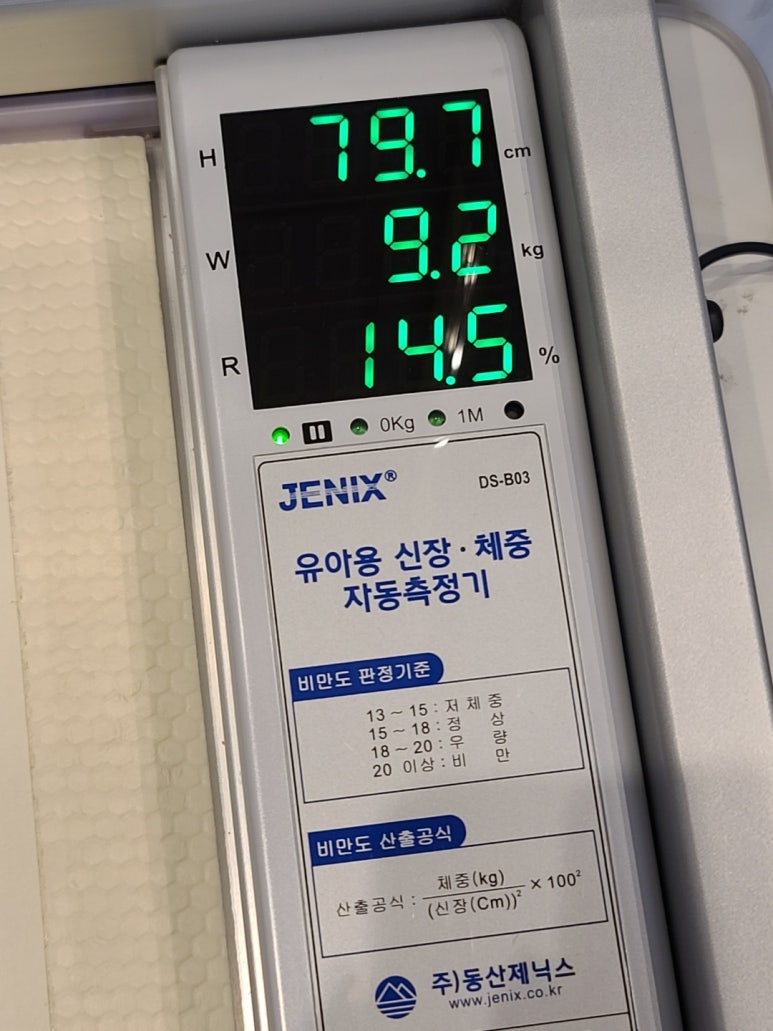 H 79.7 cm
W 9.2 kg
R 14.5 %
0Kg 1M
JENIX® DS-B03
유아용 신장·체중
자동측정기
비만도 판정기준
13 ~ 15 : 저 체 중
15 ~ 18 : 정 상
18 ~ 20 : 우 량
20 이상 : 비 만
비만도 산출공식
산출공식 : 체중(kg) / (신장(Cm))² × 100²
주)동산제닉스
www.jenix.co.kr